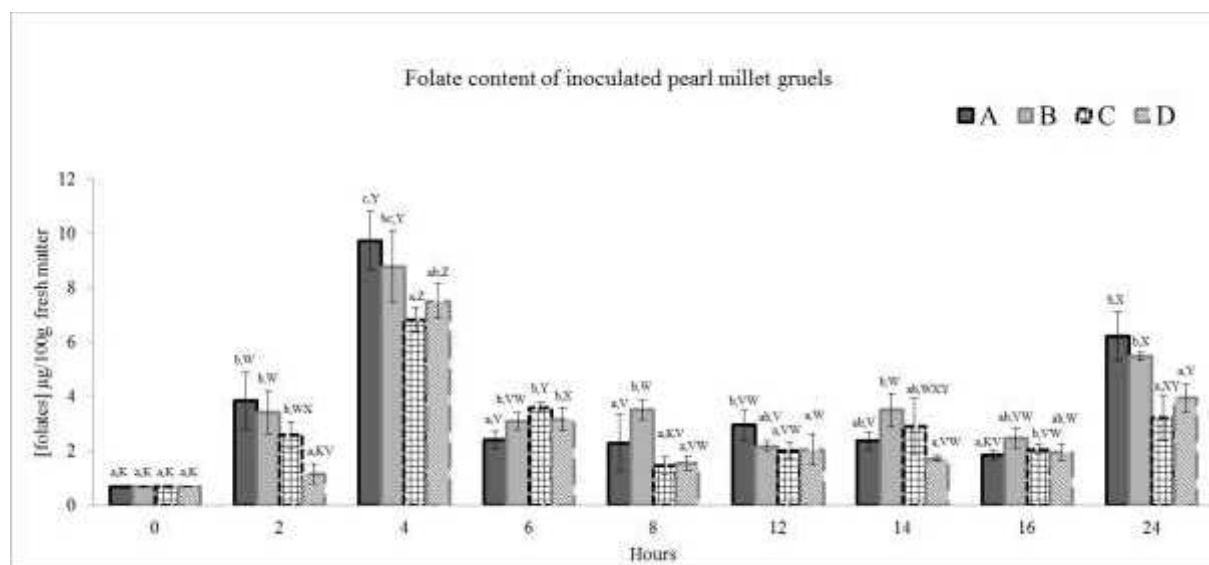 Folate content of inoculated pearl millet gruels
A B C D
[folates] µg/100g fresh matter
12
10
8
6
4
2
0
a,K a,K a,K a,K
b,W b,W b,WX a,KV
c,Y bc,Y a,Z ab,Z
a,V b,VW b,Y b,X
a,V b,W a,KV a,VW
b,VW ab,V a,VW a,W
ab,V b,W ab,WXY a,VW
a,KV ab,VW b,VW ab,W
b,X b,X a,XY a,Y
0 2 4 6 8 12 14 16 24
Hours